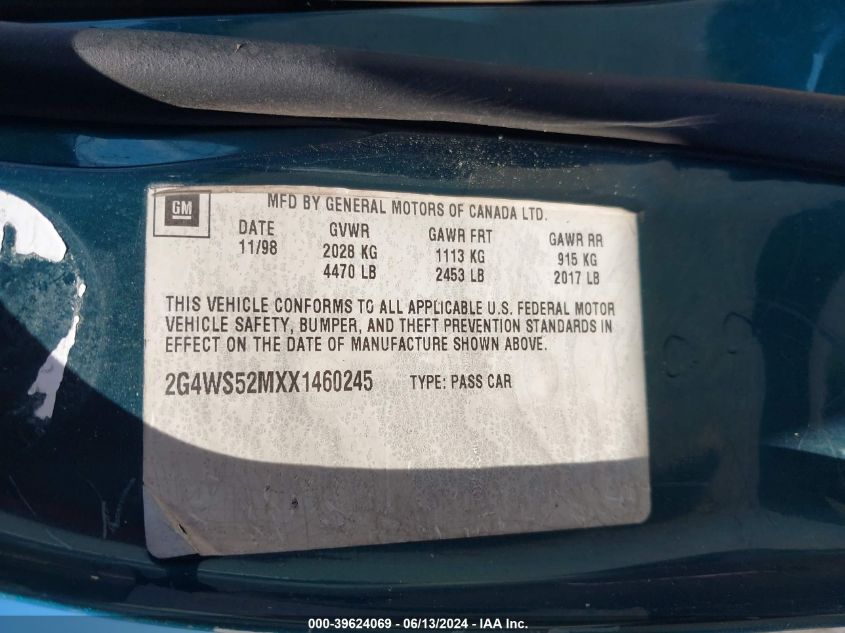 GM
MFD BY GENERAL MOTORS OF CANADA LTD.
DATE GVWR GAWR FRT GAWR RR
11/98 2028 KG 1113 KG 915 KG
4470 LB 2453 LB 2017 LB
THIS VEHICLE CONFORMS TO ALL APPLICABLE U.S. FEDERAL MOTOR
VEHICLE SAFETY, BUMPER, AND THEFT PREVENTION STANDARDS IN
EFFECT ON THE DATE OF MANUFACTURE SHOWN ABOVE.
2G4WS52MXX1460245 TYPE: PASS CAR
000-39624069 - 06/13/2024 - IAA Inc.